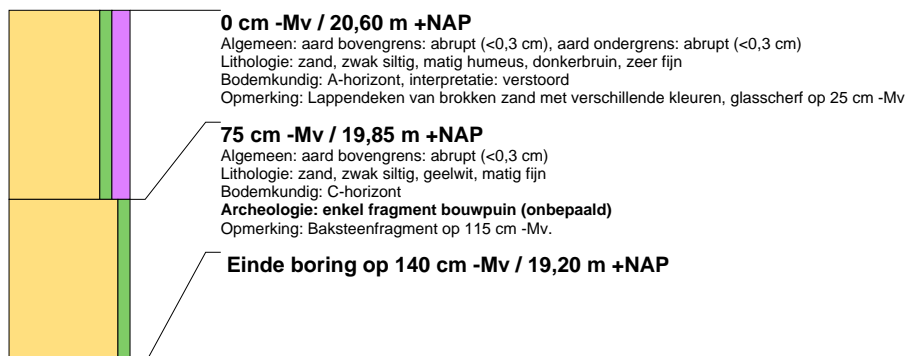 0 cm -Mv / 20,60 m +NAP
Algemeen: aard bovengrens: abrupt (<0,3 cm), aard ondergrens: abrupt (<0,3 cm)
Lithologie: zand, zwak siltig, matig humeus, donkerbruin, zeer fijn
Bodemkundig: A-horizont, interpretatie: verstoord
Opmerking: Lappendeken van brokken zand met verschillende kleuren, glasscherf op 25 cm -Mv
75 cm -Mv / 19,85 m +NAP
Algemeen: aard bovengrens: abrupt (<0,3 cm)
Lithologie: zand, zwak siltig, geelwit, matig fijn
Bodemkundig: C-horizont
Archeologie: enkel fragment bouwpuin (onbepaald)
Opmerking: Baksteenfragment op 115 cm -Mv.
Einde boring op 140 cm -Mv / 19,20 m +NAP